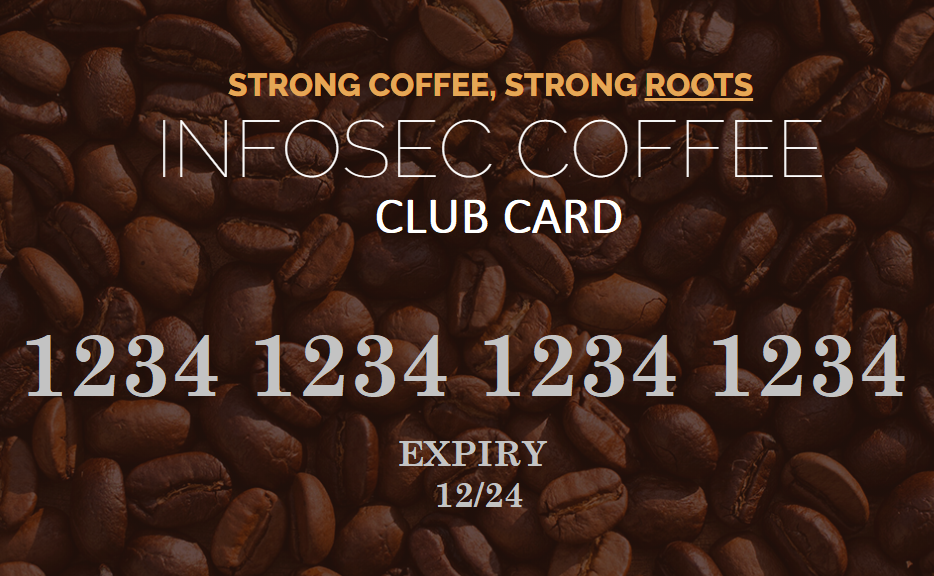 STRONG COFFEE, STRONG ROOTS
INFOSEC COFFEE
CLUB CARD
1234 1234 1234 1234
EXPIRY
12/24